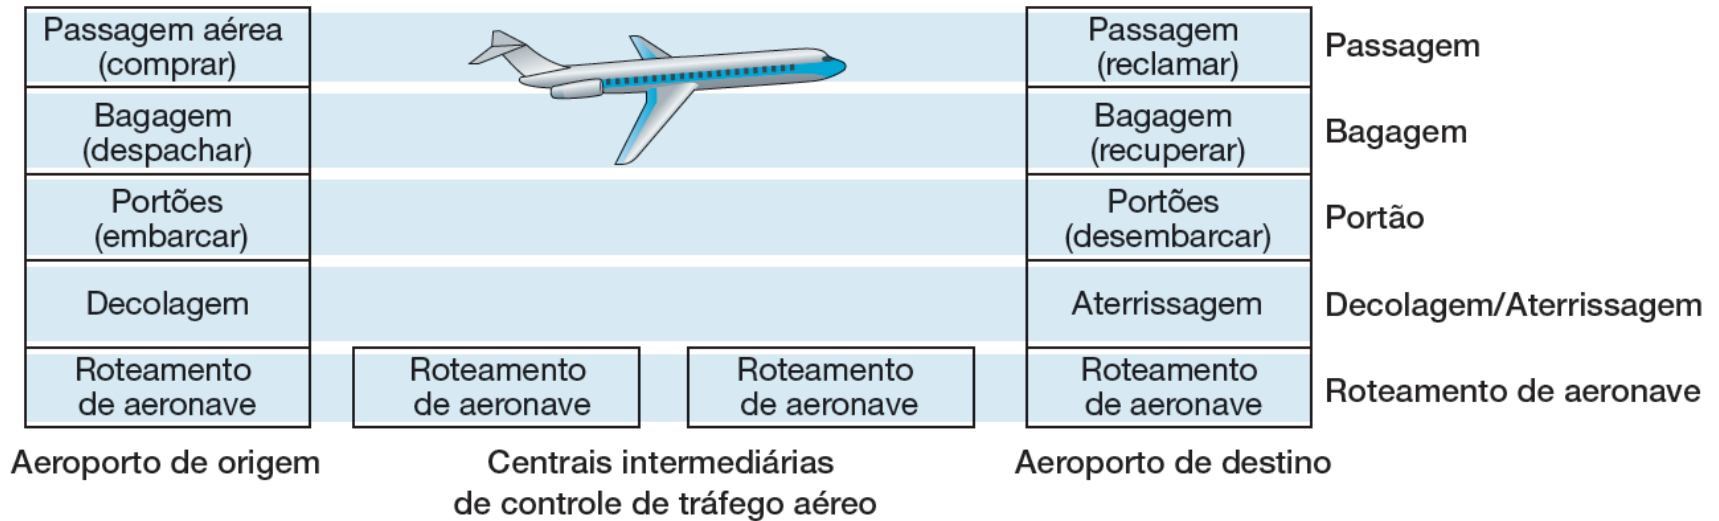 Passagem aérea
(comprar)
Passagem
(reclamar)
Passagem
Bagagem
(despachar)
Bagagem
(recuperar)
Bagagem
Portões
(embarcar)
Portões
(desembarcar)
Portão
Decolagem
Aterrissagem
Decolagem/Aterrissagem
Roteamento
de aeronave
Roteamento
de aeronave
Roteamento
de aeronave
Roteamento
de aeronave
Roteamento de aeronave
Aeroporto de origem
Centrais intermediárias
de controle de tráfego aéreo
Aeroporto de destino